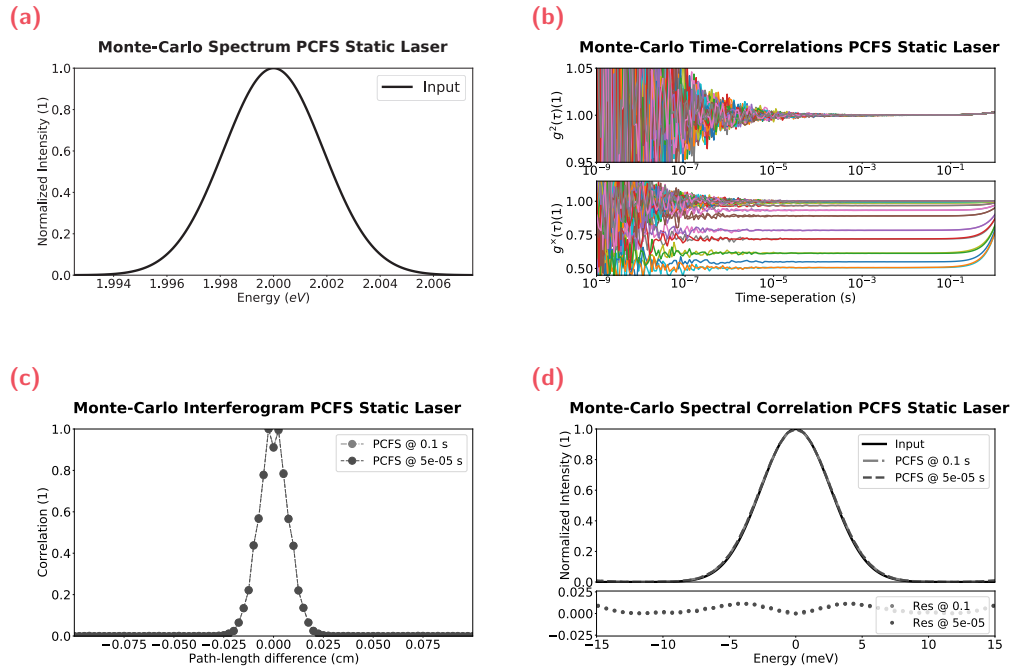 (a)
Monte-Carlo Spectrum PCFS Static Laser
Normalized Intensity (1)
1.0
0.8
0.6
0.4
0.2
0.0
Input
1.994
1.996
1.998
2.000
2.002
2.004
2.006
Energy (eV)
(b)
Monte-Carlo Time-Correlations PCFS Static Laser
g²(τ)(1)
1.05
1.00
0.95
10⁻⁹
10⁻⁷
10⁻⁵
10⁻³
10⁻¹
gˣ(τ)(1)
1.00
0.75
0.50
10⁻⁹
10⁻⁷
10⁻⁵
10⁻³
10⁻¹
Time-seperation (s)
(c)
Monte-Carlo Interferogram PCFS Static Laser
Correlation (1)
1.0
0.8
0.6
0.4
0.2
0.0
PCFS @ 0.1 s
PCFS @ 5e-05 s
−0.075
−0.050
−0.025
0.000
0.025
0.050
0.075
Path-length difference (cm)
(d)
Monte-Carlo Spectral Correlation PCFS Static Laser
Normalized Intensity (1)
1.0
0.8
0.6
0.4
0.2
0.0
Input
PCFS @ 0.1 s
PCFS @ 5e-05 s
0.025
0.000
−0.025
Res @ 0.1
Res @ 5e-05
−15
−10
−5
0
5
10
15
Energy (meV)